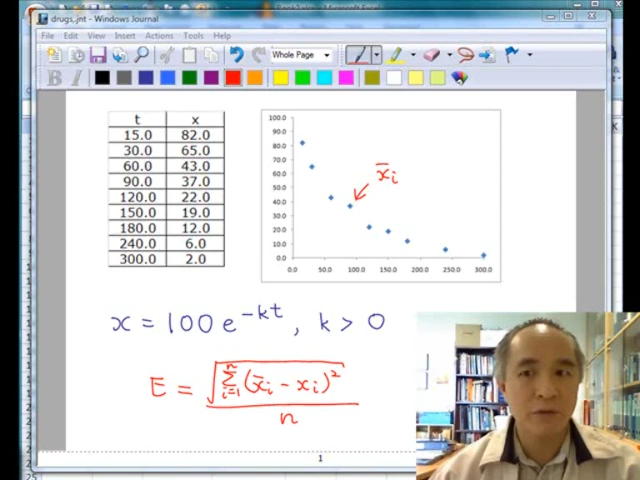 drugs.jnt - Windows Journal
File Edit View Insert Actions Tools Help
Whole Page
B I
t x
15.0 82.0
30.0 65.0
60.0 43.0
90.0 37.0
120.0 22.0
150.0 19.0
180.0 12.0
240.0 6.0
300.0 2.0
100.0
90.0
80.0
70.0
60.0
50.0
40.0
30.0
20.0
10.0
0.0
0.0 50.0 100.0 150.0 200.0 250.0 300.0
x̄ᵢ
x = 100 e^{-kt}, k > 0
E = √(∑_{i=1}^{n} (x̄ᵢ - xᵢ)²) / n
1